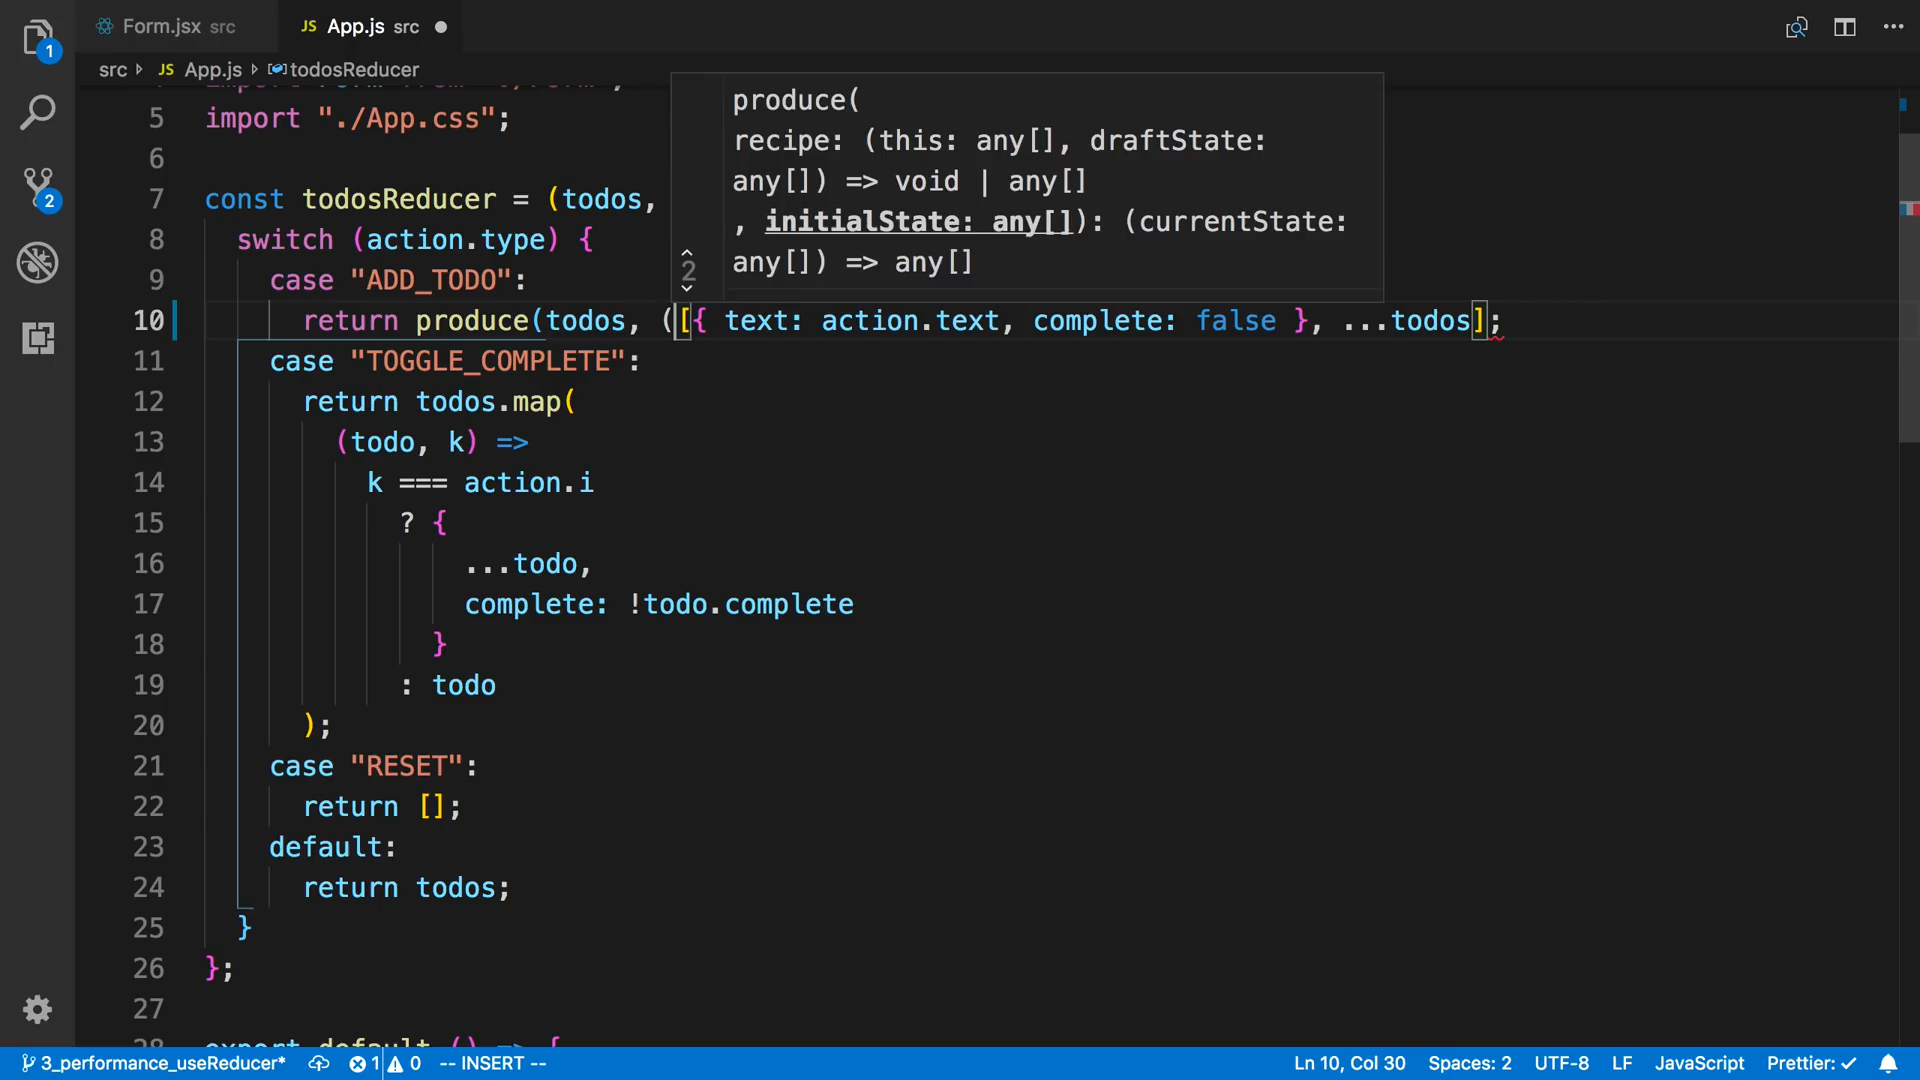 Form.jsx src
JS App.js src
1
src JS App.js todosReducer
5 import "./App.css";
6
7 const todosReducer = (todos,
8 switch (action.type) {
9 case "ADD_TODO":
10 return produce(todos, ([{ text: action.text, complete: false }, ...todos];
11 case "TOGGLE_COMPLETE":
12 return todos.map(
13 (todo, k) =>
14 k === action.i
15 ? {
16 ...todo,
17 complete: !todo.complete
18 }
19 : todo
20 );
21 case "RESET":
22 return [];
23 default:
24 return todos;
25 }
26 };
27
produce(
recipe: (this: any[], draftState:
any[]) => void | any[]
, initialState: any[]): (currentState:
2
any[]) => any[]
2
3_performance_useReducer* 1 0 -- INSERT -- Ln 10, Col 30 Spaces: 2 UTF-8 LF JavaScript Prettier: ✓